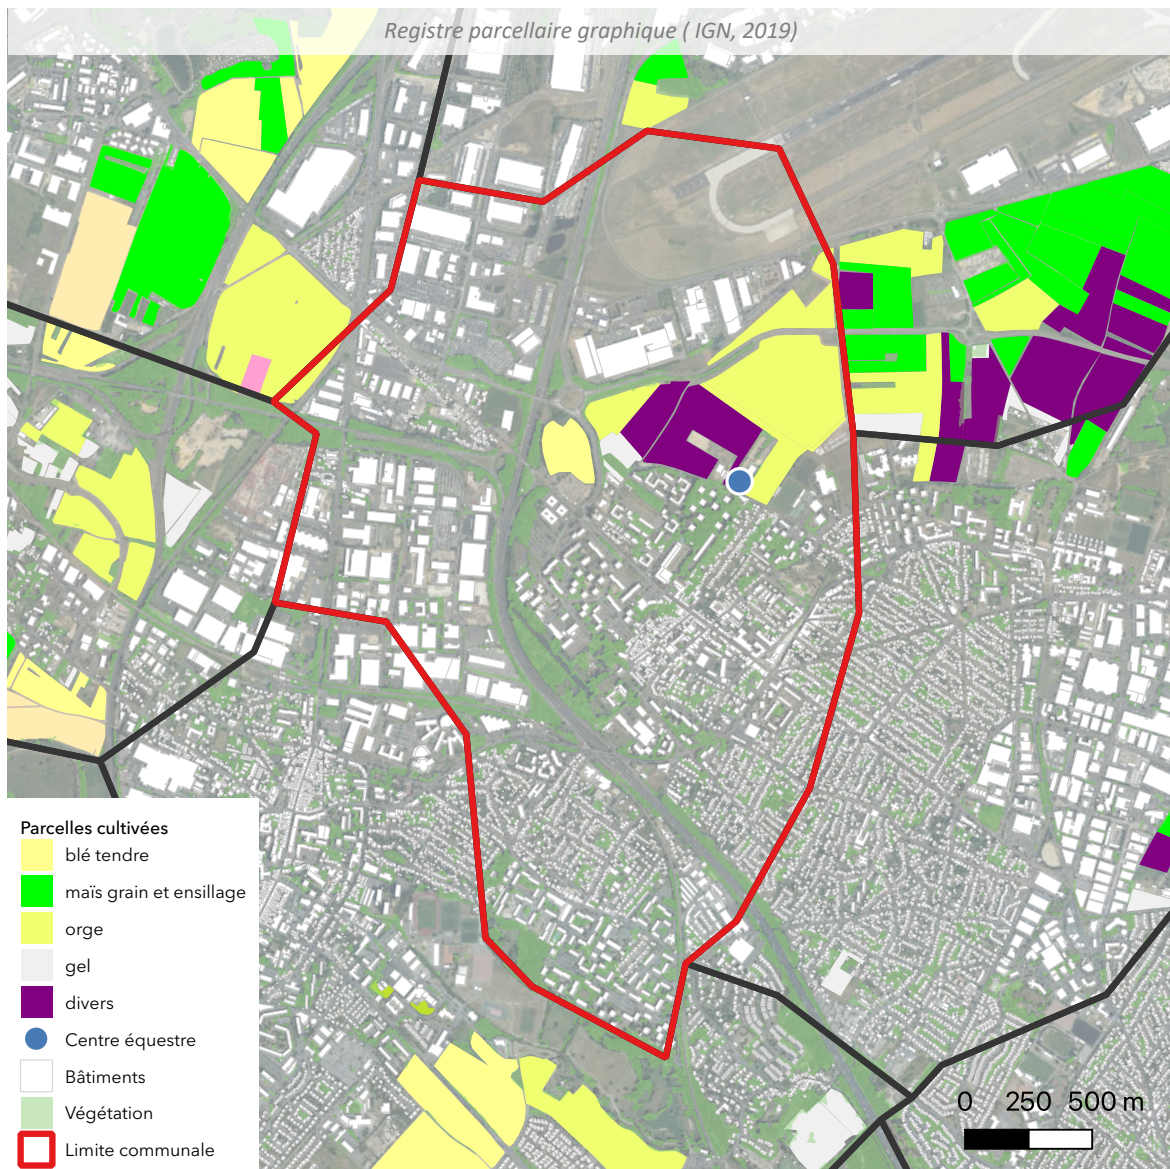 Registre parcellaire graphique ( IGN, 2019)
Parcelles cultivées
blé tendre
maïs grain et ensillage
orge
gel
divers
Centre équestre
Bâtiments
Végétation
Limite communale
0 250 500 m